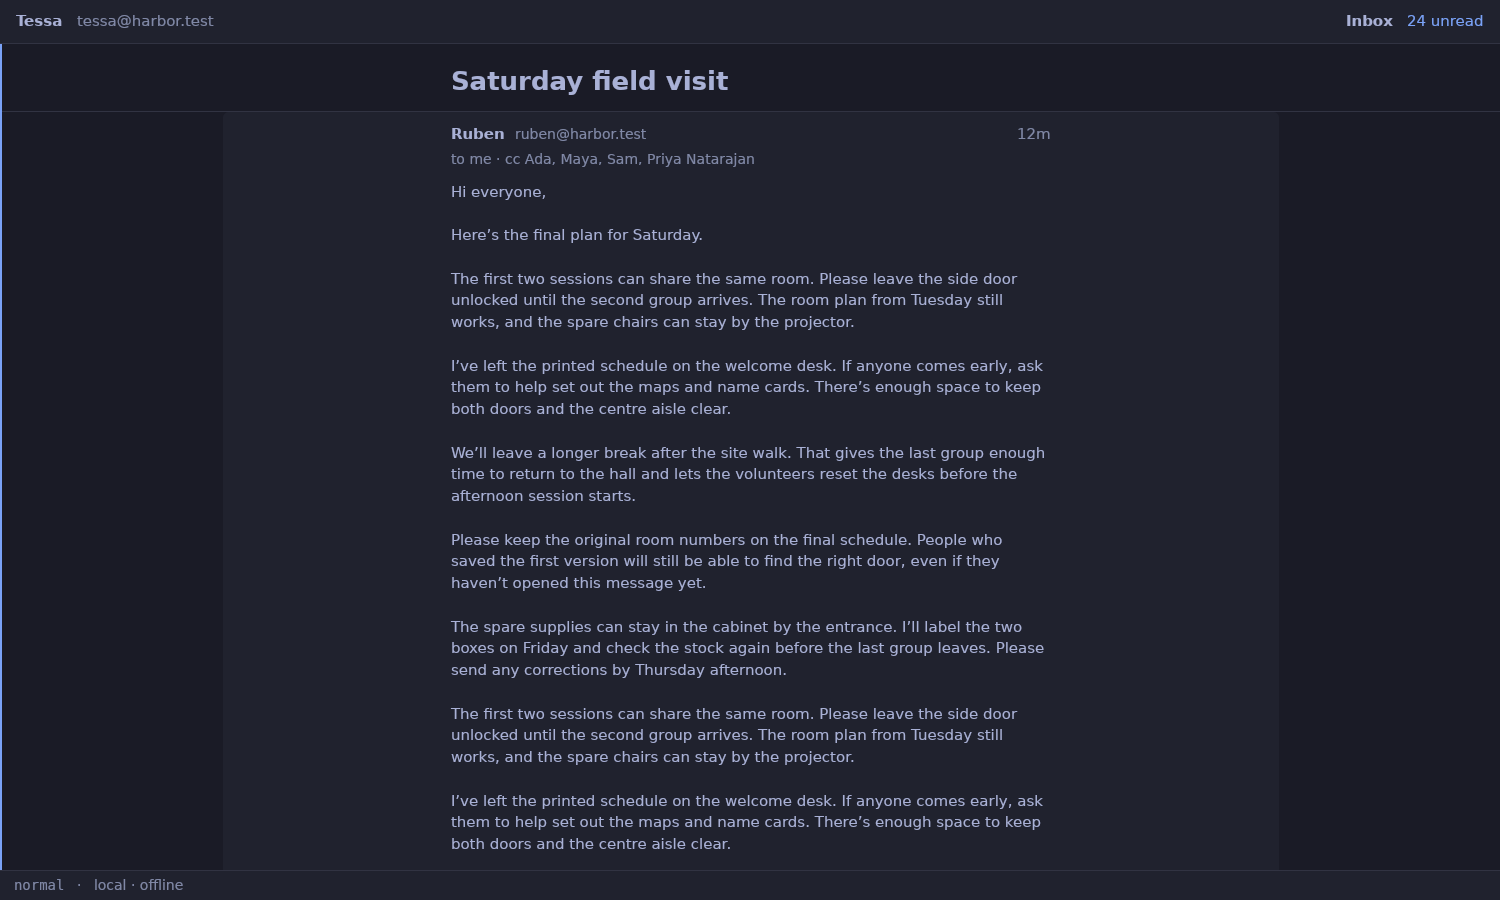 Tessa tessa@harbor.test Inbox 24 unread
Saturday field visit
Ruben ruben@harbor.test 12m
to me · cc Ada, Maya, Sam, Priya Natarajan
Hi everyone,
Here’s the final plan for Saturday.
The first two sessions can share the same room. Please leave the side door
unlocked until the second group arrives. The room plan from Tuesday still
works, and the spare chairs can stay by the projector.
I’ve left the printed schedule on the welcome desk. If anyone comes early, ask
them to help set out the maps and name cards. There’s enough space to keep
both doors and the centre aisle clear.
We’ll leave a longer break after the site walk. That gives the last group enough
time to return to the hall and lets the volunteers reset the desks before the
afternoon session starts.
Please keep the original room numbers on the final schedule. People who
saved the first version will still be able to find the right door, even if they
haven’t opened this message yet.
The spare supplies can stay in the cabinet by the entrance. I’ll label the two
boxes on Friday and check the stock again before the last group leaves. Please
send any corrections by Thursday afternoon.
The first two sessions can share the same room. Please leave the side door
unlocked until the second group arrives. The room plan from Tuesday still
works, and the spare chairs can stay by the projector.
I’ve left the printed schedule on the welcome desk. If anyone comes early, ask
them to help set out the maps and name cards. There’s enough space to keep
both doors and the centre aisle clear.
normal · local · offline